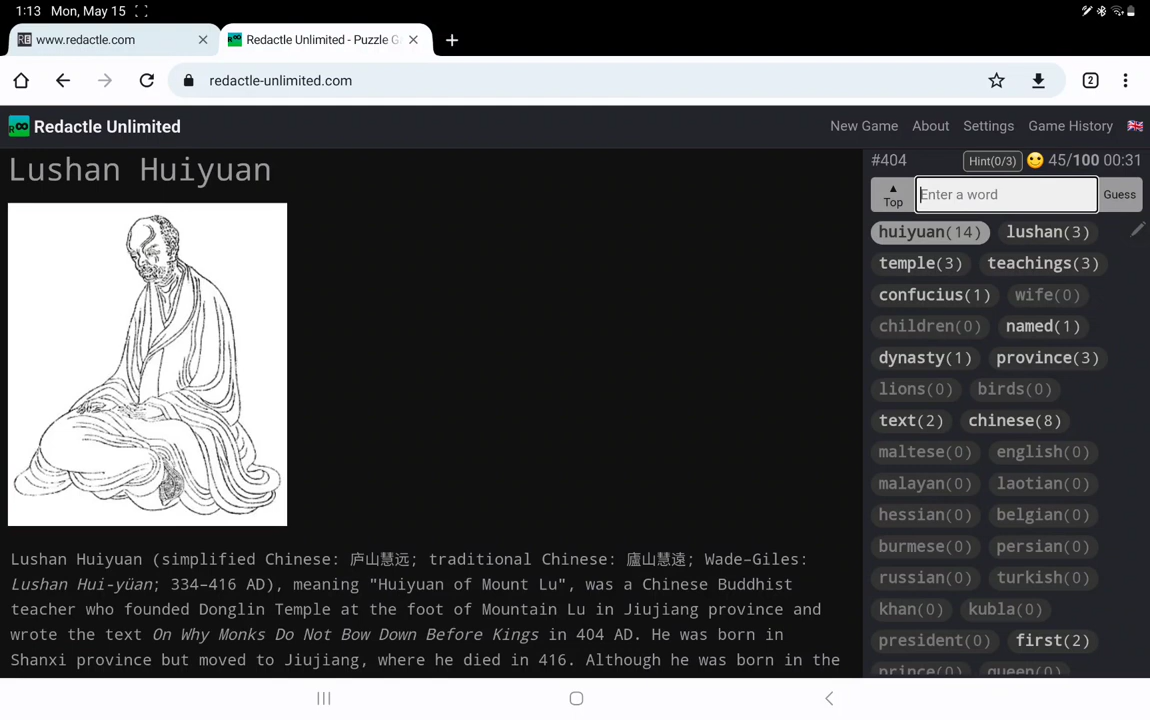 1:13 Mon, May 15
www.redactle.com
Redactle Unlimited - Puzzle G
redactle-unlimited.com
2
Redactle Unlimited
New Game About Settings Game History
Lushan Huiyuan
#404 Hint(0/3) 45/100 00:31
▲ Top Enter a word Guess
huiyuan(14) lushan(3)
temple(3) teachings(3)
confucius(1) wife(0)
children(0) named(1)
dynasty(1) province(3)
lions(0) birds(0)
text(2) chinese(8)
maltese(0) english(0)
malayan(0) laotian(0)
hessian(0) belgian(0)
burmese(0) persian(0)
russian(0) turkish(0)
khan(0) kubla(0)
president(0) first(2)
prince(0) queen(0)
Lushan Huiyuan (simplified Chinese: 庐山慧远; traditional Chinese: 廬山慧遠; Wade–Giles:
Lushan Hui-yüan; 334–416 AD), meaning "Huiyuan of Mount Lu", was a Chinese Buddhist
teacher who founded Donglin Temple at the foot of Mountain Lu in Jiujiang province and
wrote the text On Why Monks Do Not Bow Down Before Kings in 404 AD. He was born in
Shanxi province but moved to Jiujiang, where he died in 416. Although he was born in the